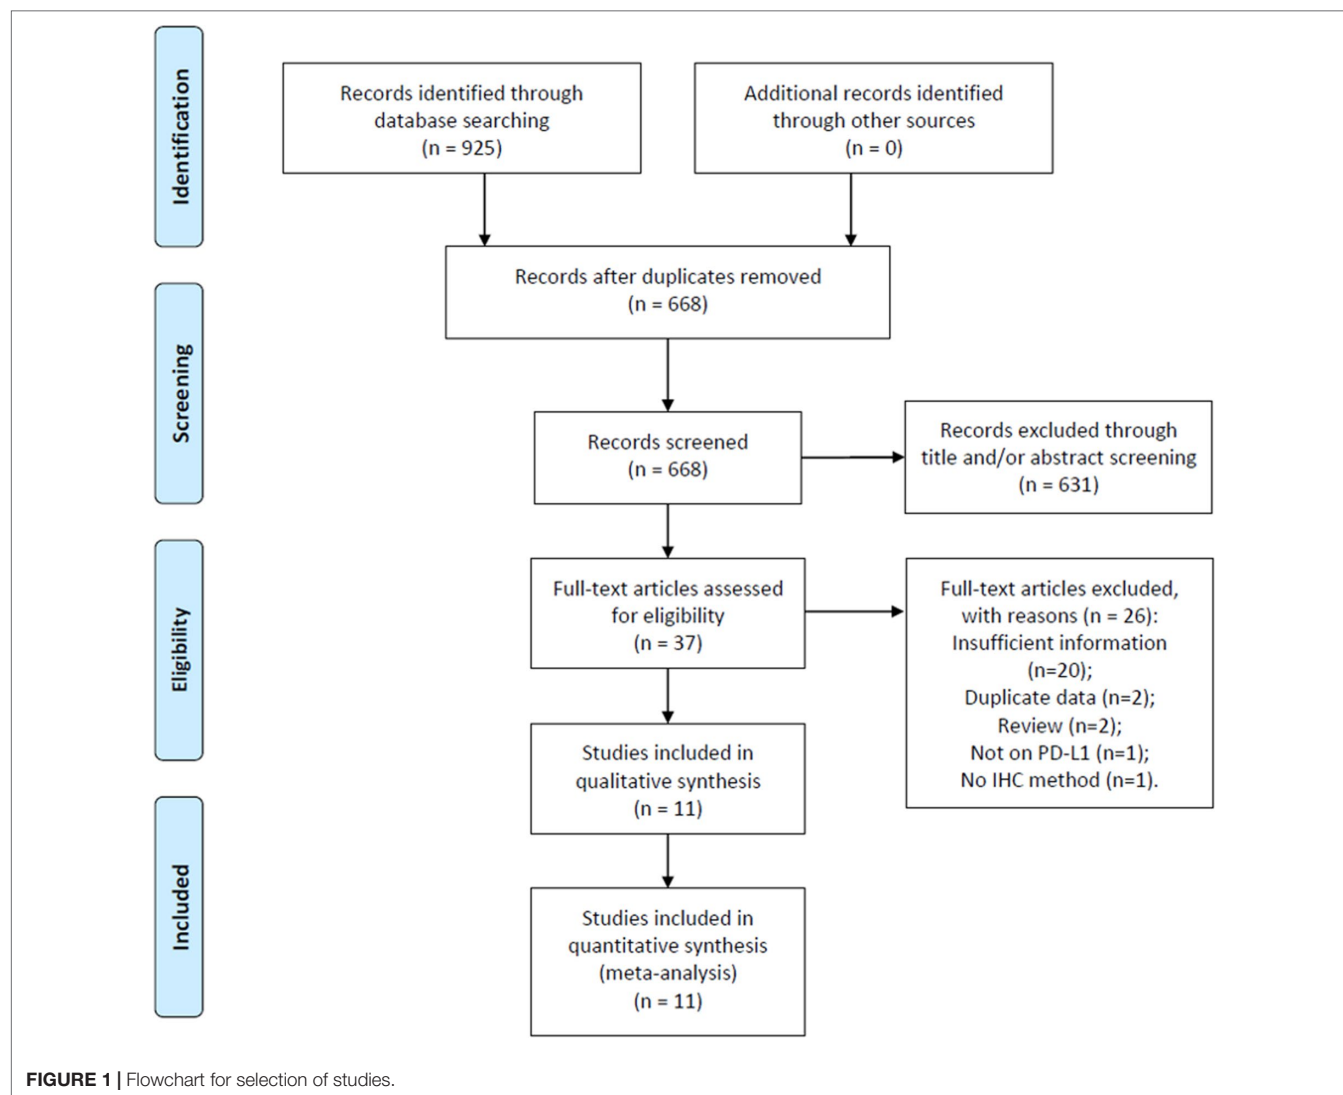 Identification
Records identified through
database searching
(n = 925)
Additional records identified
through other sources
(n = 0)
Records after duplicates removed
(n = 668)
Screening
Records screened
(n = 668)
Records excluded through
title and/or abstract screening
(n = 631)
Eligibility
Full-text articles assessed
for eligibility
(n = 37)
Full-text articles excluded,
with reasons (n = 26):
Insufficient information
(n=20);
Duplicate data (n=2);
Review (n=2);
Not on PD-L1 (n=1);
No IHC method (n=1).
Studies included in
qualitative synthesis
(n = 11)
Included
Studies included in
quantitative synthesis
(meta-analysis)
(n = 11)
FIGURE 1 | Flowchart for selection of studies.